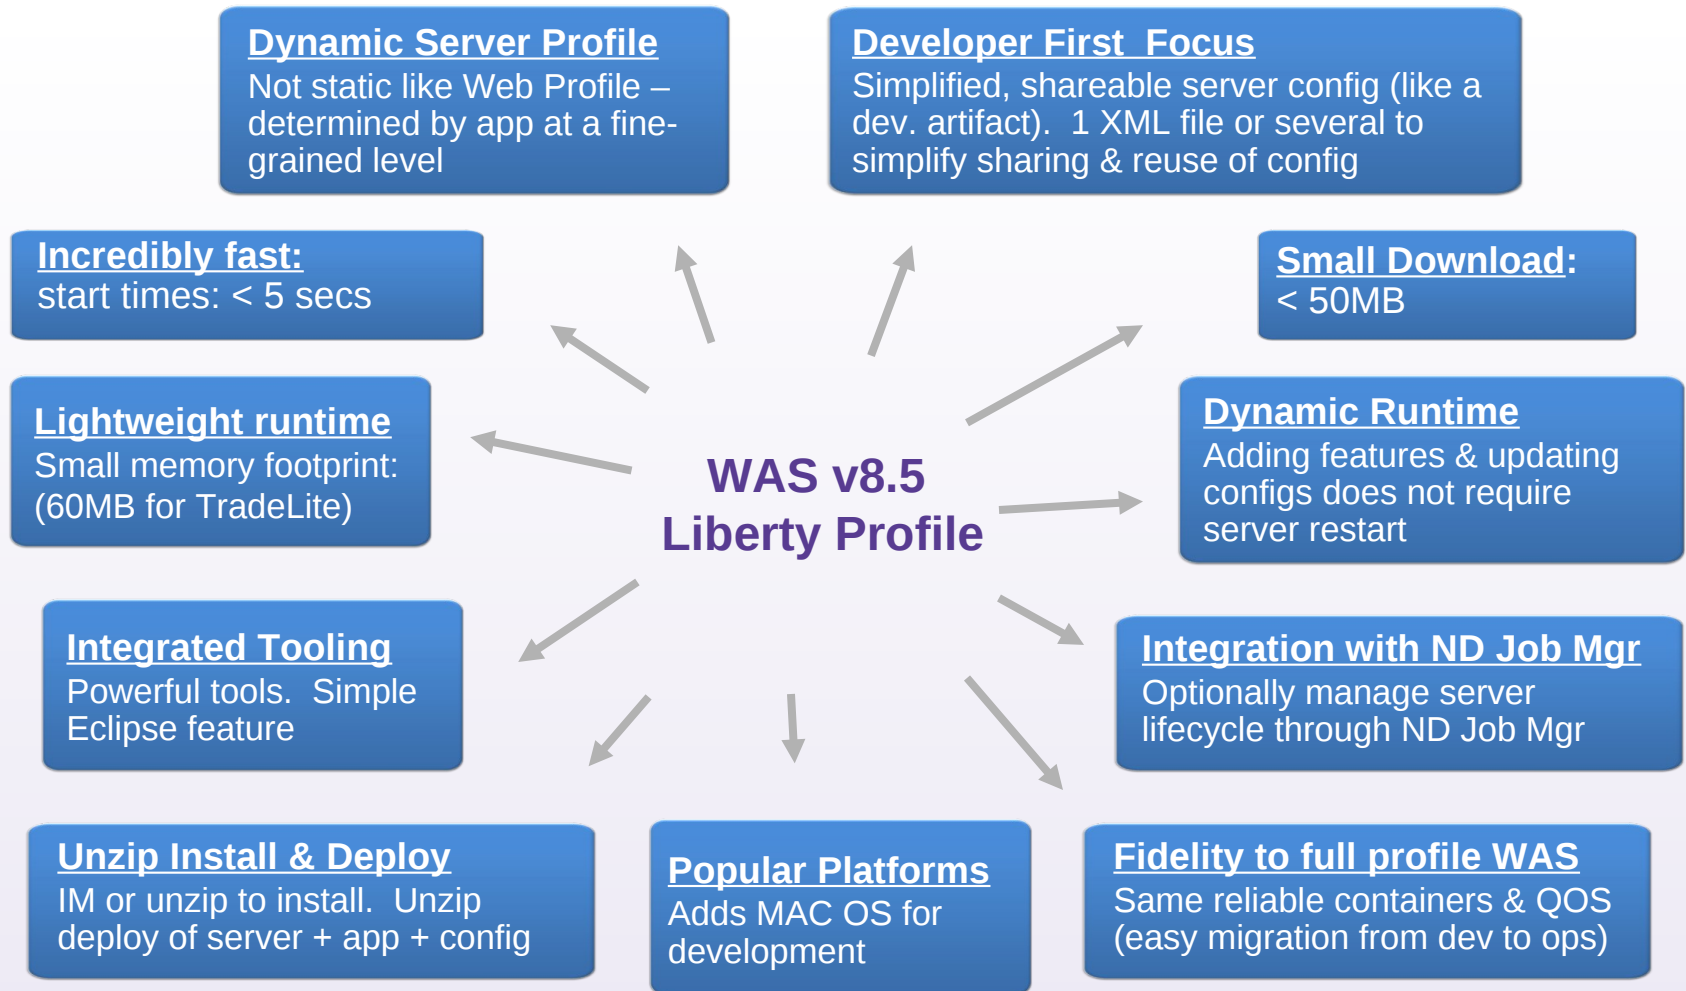 Dynamic Server Profile
Not static like Web Profile –
determined by app at a fine-
grained level
Developer First  Focus
Simplified, shareable server config (like a
dev. artifact).  1 XML file or several to
simplify sharing & reuse of config
Incredibly fast:
start times: < 5 secs
Small Download:
< 50MB
Lightweight runtime
Small memory footprint:
(60MB for TradeLite)
Dynamic Runtime
Adding features & updating
configs does not require
server restart
WAS v8.5
Liberty Profile
Integrated Tooling
Powerful tools.  Simple
Eclipse feature
Integration with ND Job Mgr
Optionally manage server
lifecycle through ND Job Mgr
Unzip Install & Deploy
IM or unzip to install.  Unzip
deploy of server + app + config
Popular Platforms
Adds MAC OS for
development
Fidelity to full profile WAS
Same reliable containers & QOS
(easy migration from dev to ops)